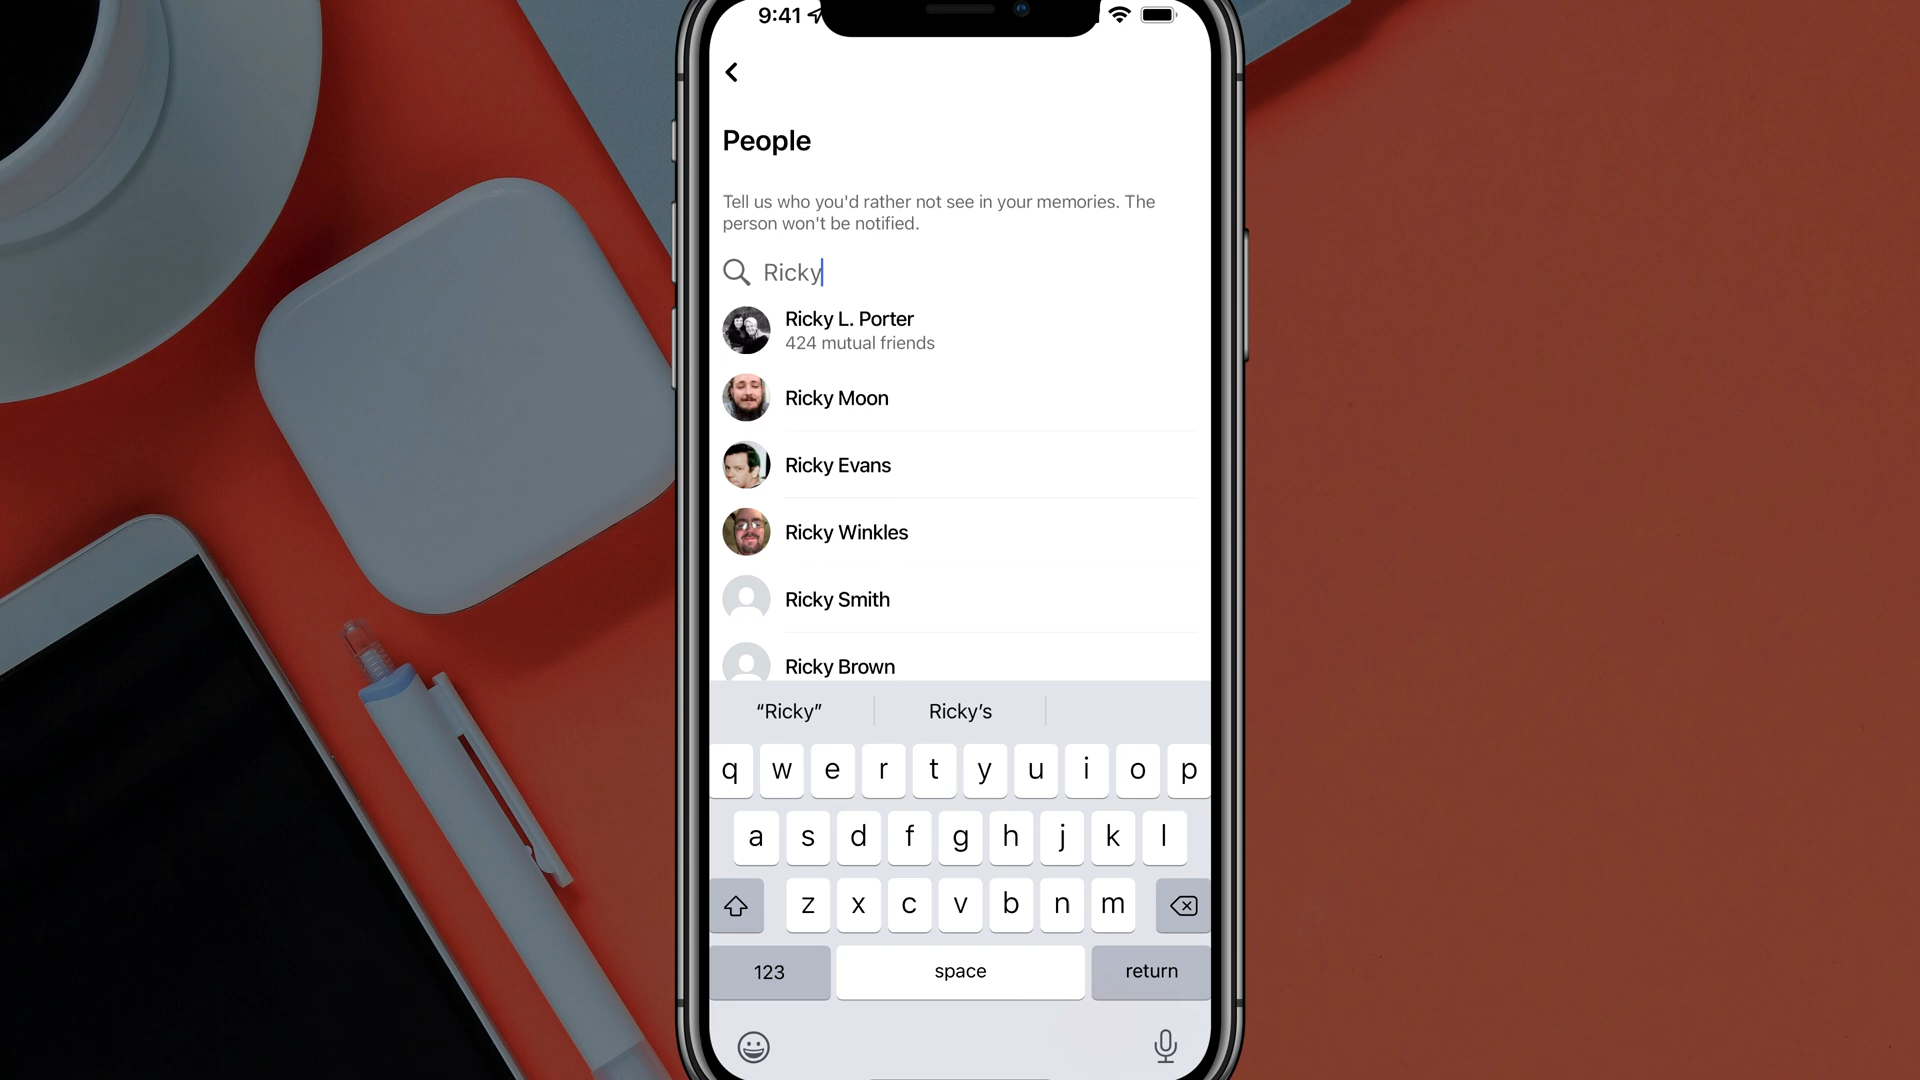 9:41
People
Tell us who you'd rather not see in your memories. The
person won't be notified.
Ricky
Ricky L. Porter
424 mutual friends
Ricky Moon
Ricky Evans
Ricky Winkles
Ricky Smith
Ricky Brown
“Ricky” Ricky’s
q w e r t y u i o p
a s d f g h j k l
z x c v b n m
123 space return